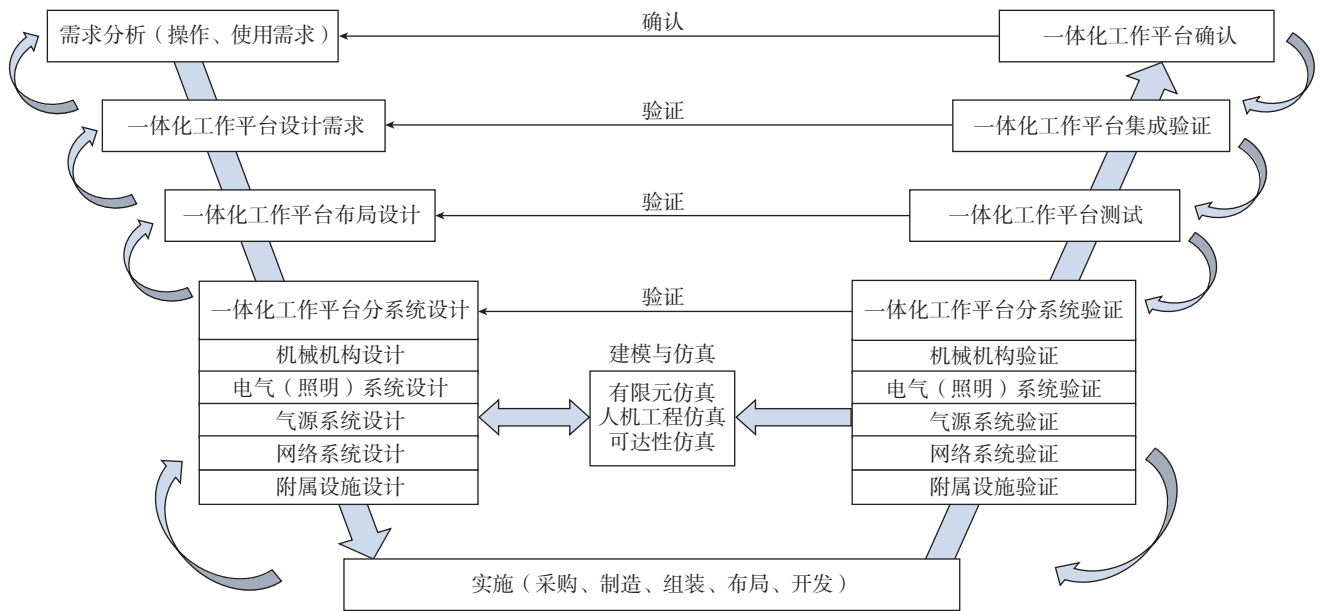 需求分析（操作、使用需求）
确认
一体化工作平台确认
一体化工作平台设计需求
验证
一体化工作平台集成验证
一体化工作平台布局设计
验证
一体化工作平台测试
一体化工作平台分系统设计
验证
一体化工作平台分系统验证
机械机构设计
电气（照明）系统设计
气源系统设计
网络系统设计
附属设施设计
建模与仿真
有限元仿真
人机工程仿真
可达性仿真
机械机构验证
电气（照明）系统验证
气源系统验证
网络系统验证
附属设施验证
实施（采购、制造、组装、布局、开发）